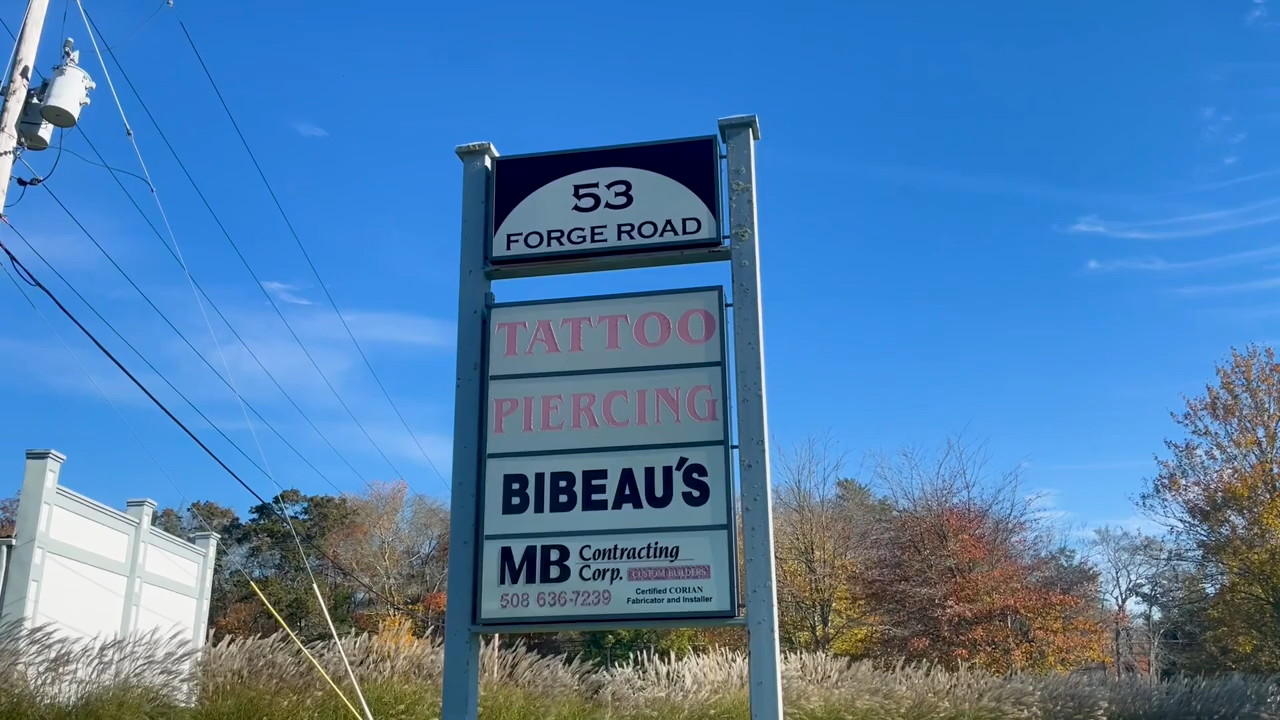 53
FORGE ROAD
TATTOO
PIERCING
BIBEAU'S
MB Contracting Corp.
CUSTOM BUILDERS
508 636-7239
Certified CORIAN
Fabricator and Installer